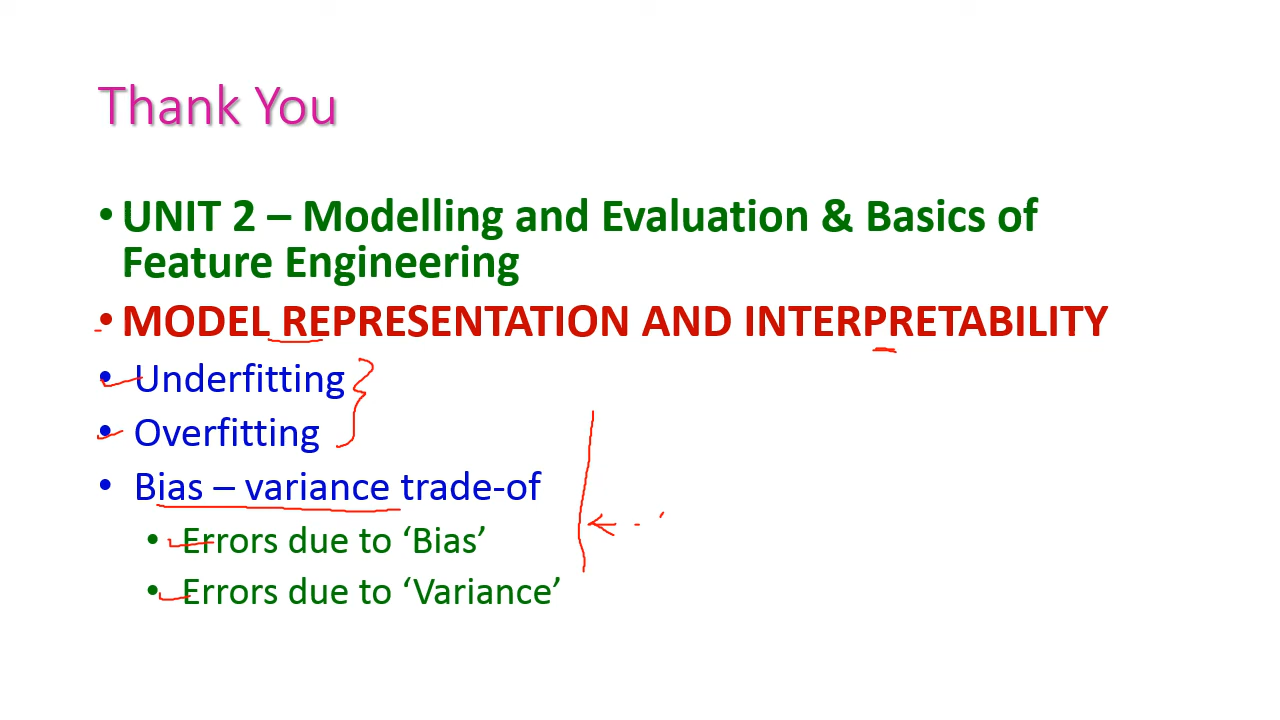 Thank You
• UNIT 2 – Modelling and Evaluation & Basics of
Feature Engineering
• MODEL REPRESENTATION AND INTERPRETABILITY
• Underfitting
• Overfitting
• Bias – variance trade-of
• Errors due to ‘Bias’
• Errors due to ‘Variance’